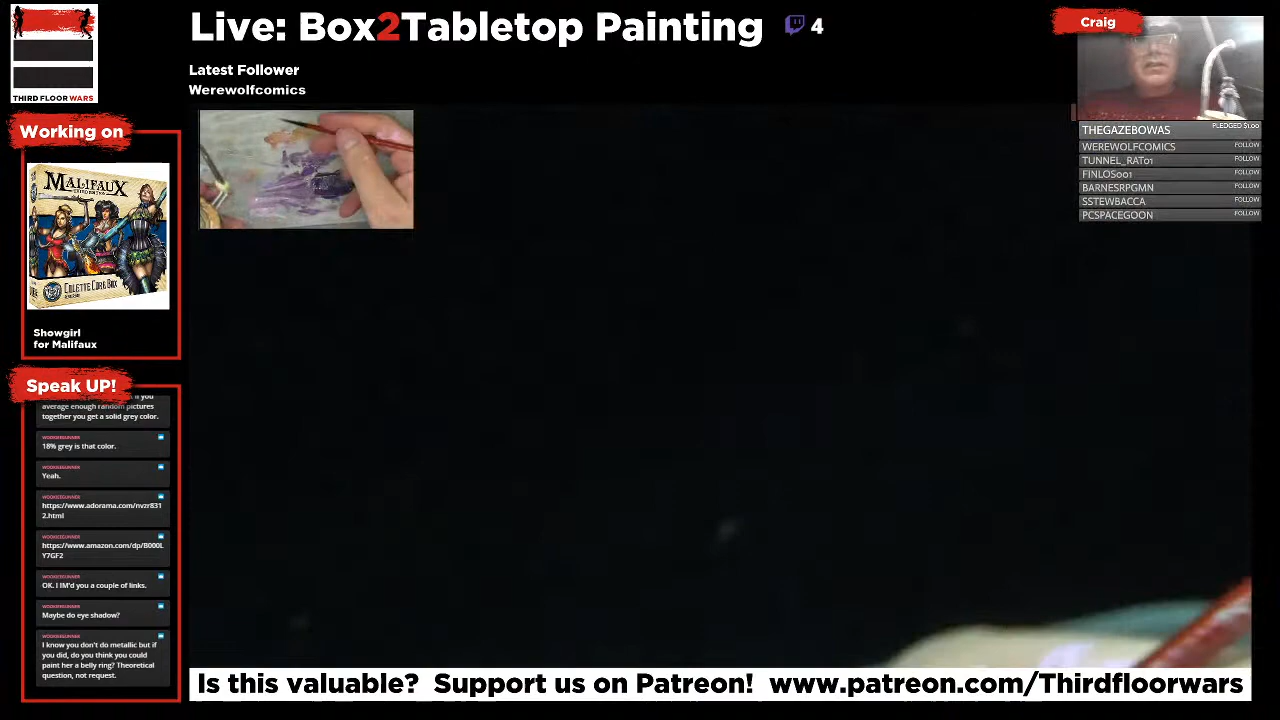 THIRD FLOOR WARS
Live: Box2Tabletop Painting
4
Latest Follower
Werewolfcomics
Craig
THEGAZEBOWAS PLEDGED $1.00
WEREWOLFCOMICS FOLLOW
TUNNEL_RAT01 FOLLOW
FINLOS001 FOLLOW
BARNESRPGMN FOLLOW
SSTEWBACCA FOLLOW
PCSPACEGOON FOLLOW
Working on
MALIFAUX
COLETTE CORE BOX
Showgirl
for Malifaux
Speak UP!
if you
average enough random pictures
together you get a solid grey color.
18% grey is that color.
Yeah.
https://www.adorama.com/nvzr831
2.html
https://www.amazon.com/dp/B000L
Y7GF2
OK. I IM'd you a couple of links.
Maybe do eye shadow?
I know you don't do metallic but if
you did, do you think you could
paint her a belly ring? Theoretical
question, not request.
Is this valuable? Support us on Patreon! www.patreon.com/Thirdfloorwars